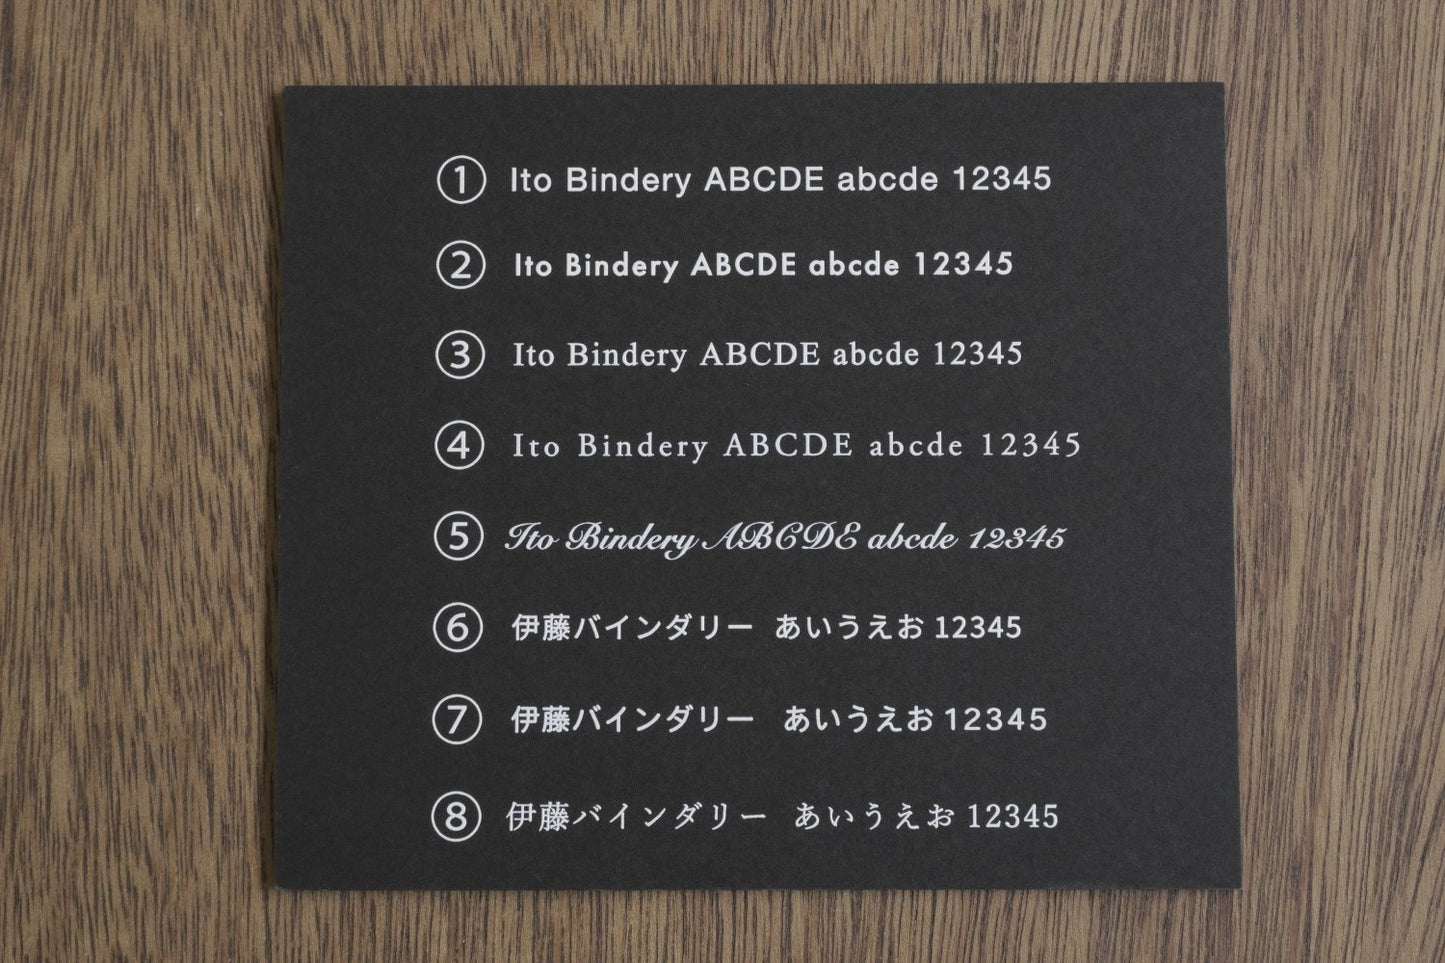 ① Ito Bindery ABCDE abcde 12345
② Ito Bindery ABCDE abcde 12345
③ Ito Bindery ABCDE abcde 12345
④ Ito Bindery ABCDE abcde 12345
⑤ Ito Bindery ABCDE abcde 12345
⑥ 伊藤バインダリー あいうえお 12345
⑦ 伊藤バインダリー あいうえお 12345
⑧ 伊藤バインダリー あいうえお 12345